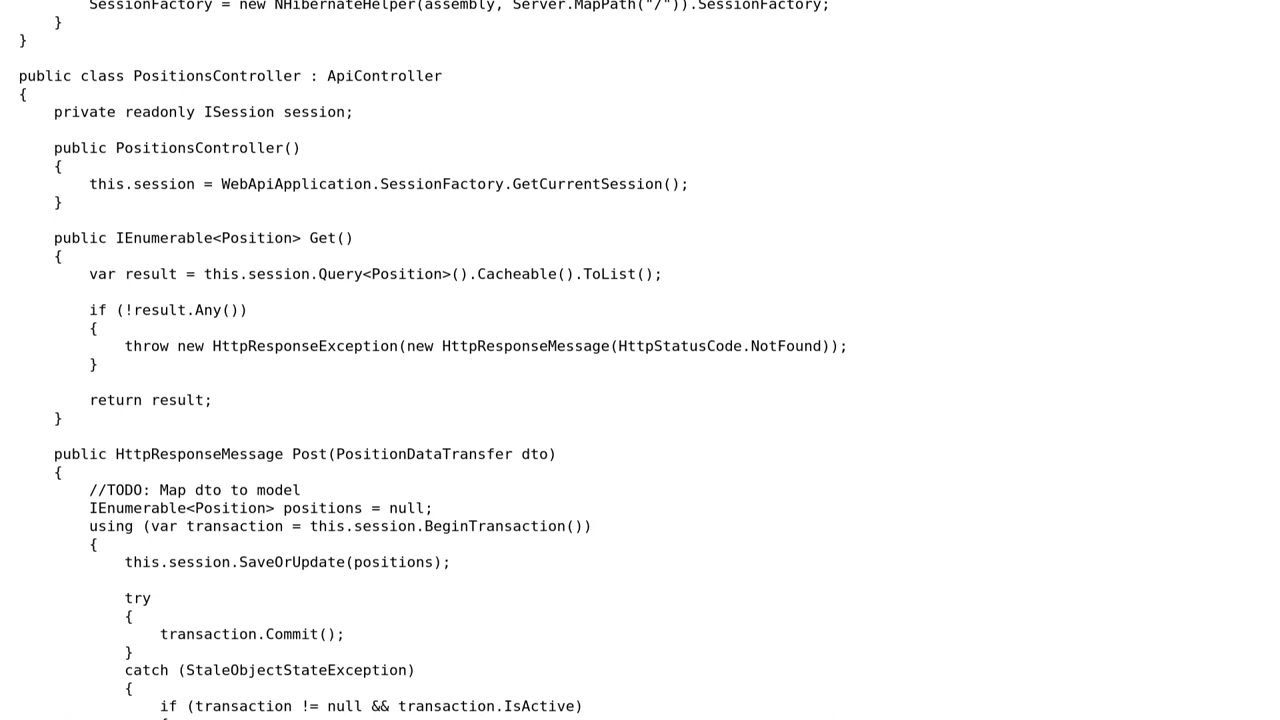 SessionFactory = new NHibernateHelper(assembly, Server.MapPath("/")).SessionFactory;
}
}
public class PositionsController : ApiController
{
private readonly ISession session;
public PositionsController()
{
this.session = WebApiApplication.SessionFactory.GetCurrentSession();
}
public IEnumerable<Position> Get()
{
var result = this.session.Query<Position>().Cacheable().ToList();
if (!result.Any())
{
throw new HttpResponseException(new HttpResponseMessage(HttpStatusCode.NotFound));
}
return result;
}
public HttpResponseMessage Post(PositionDataTransfer dto)
{
//TODO: Map dto to model
IEnumerable<Position> positions = null;
using (var transaction = this.session.BeginTransaction())
{
this.session.SaveOrUpdate(positions);
try
{
transaction.Commit();
}
catch (StaleObjectStateException)
{
if (transaction != null && transaction.IsActive)